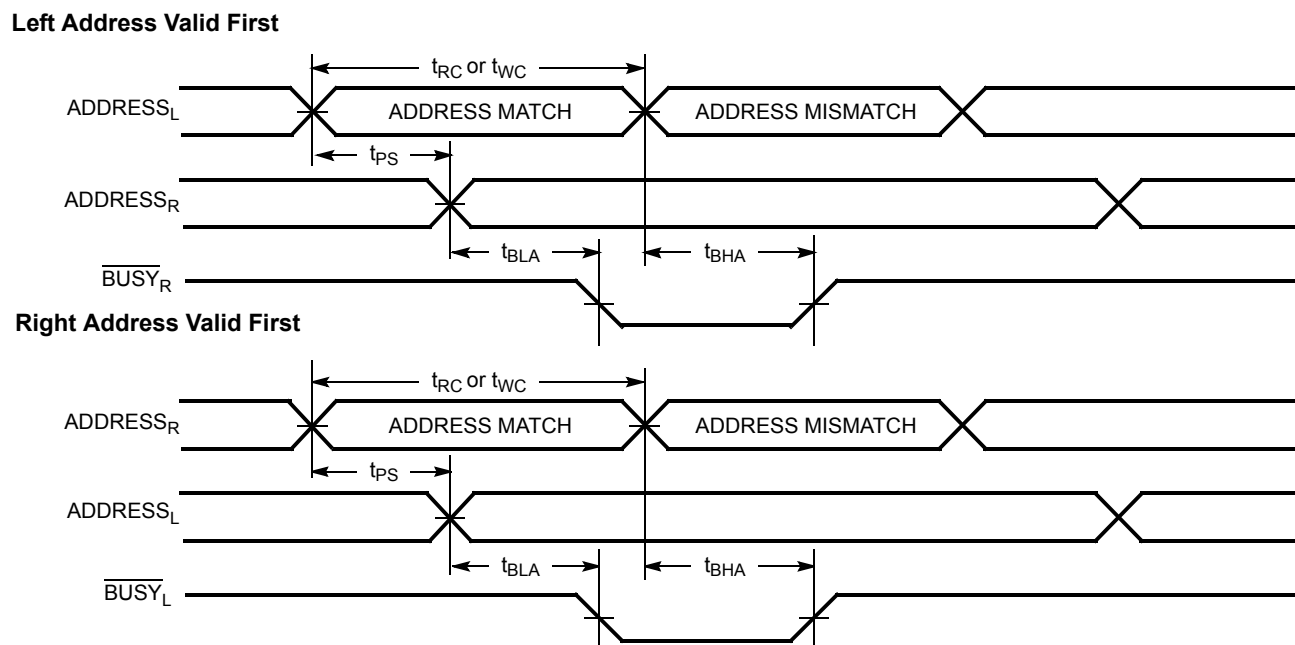 Left Address Valid First
tRC or tWC
ADDRESSL
ADDRESS MATCH
ADDRESS MISMATCH
tPS
ADDRESSR
tBLA
tBHA
BUSYR
Right Address Valid First
tRC or tWC
ADDRESSR
ADDRESS MATCH
ADDRESS MISMATCH
tPS
ADDRESSL
tBLA
tBHA
BUSYL